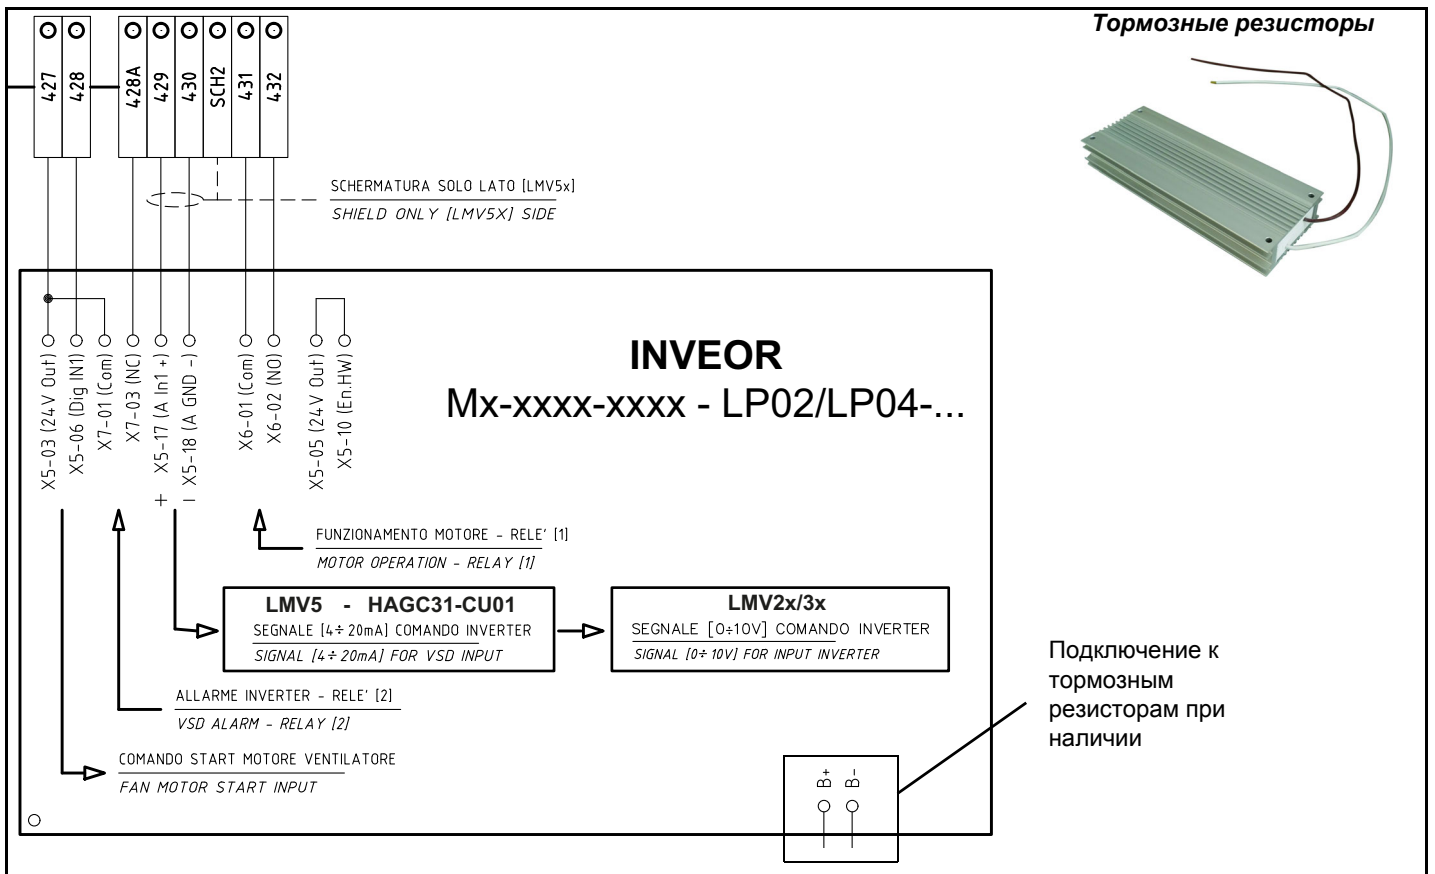 Тормозные резисторы
427
428
428A
429
430
SCH2
431
432
SCHERMATURA SOLO LATO [LMV5x]
SHIELD ONLY [LMV5X] SIDE
X5-03 (24V Out)
X5-06 (Dig IN1)
X7-01 (Com)
X7-03 (NC)
+ X5-17 (A In1 +)
- X5-18 (A GND -)
X6-01 (Com)
X6-02 (NO)
X5-05 (24V Out)
X5-10 (En.HW)
INVEOR
Mx-xxxx-xxxx - LP02/LP04-...
FUNZIONAMENTO MOTORE - RELE' [1]
MOTOR OPERATION - RELAY [1]
LMV5 - HAGC31-CU01
SEGNALE [4÷20mA] COMANDO INVERTER
SIGNAL [4÷20mA] FOR VSD INPUT
LMV2x/3x
SEGNALE [0÷10V] COMANDO INVERTER
SIGNAL [0÷10V] FOR INPUT INVERTER
ALLARME INVERTER - RELE' [2]
VSD ALARM - RELAY [2]
COMANDO START MOTORE VENTILATORE
FAN MOTOR START INPUT
B+
B-
Подключение к
тормозным
резисторам при
наличии